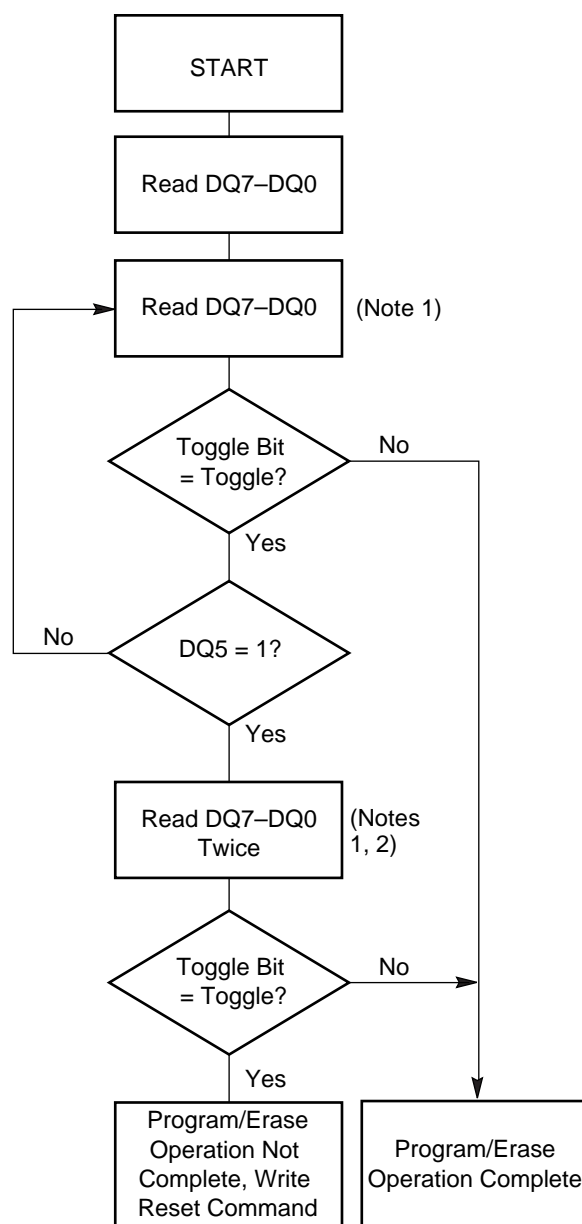 START
Read DQ7–DQ0
Read DQ7–DQ0
(Note 1)
Toggle Bit
= Toggle?
No
Yes
No
DQ5 = 1?
Yes
Read DQ7–DQ0
Twice
(Notes
1, 2)
Toggle Bit
= Toggle?
No
Yes
Program/Erase
Operation Not
Complete, Write
Reset Command
Program/Erase
Operation Complete